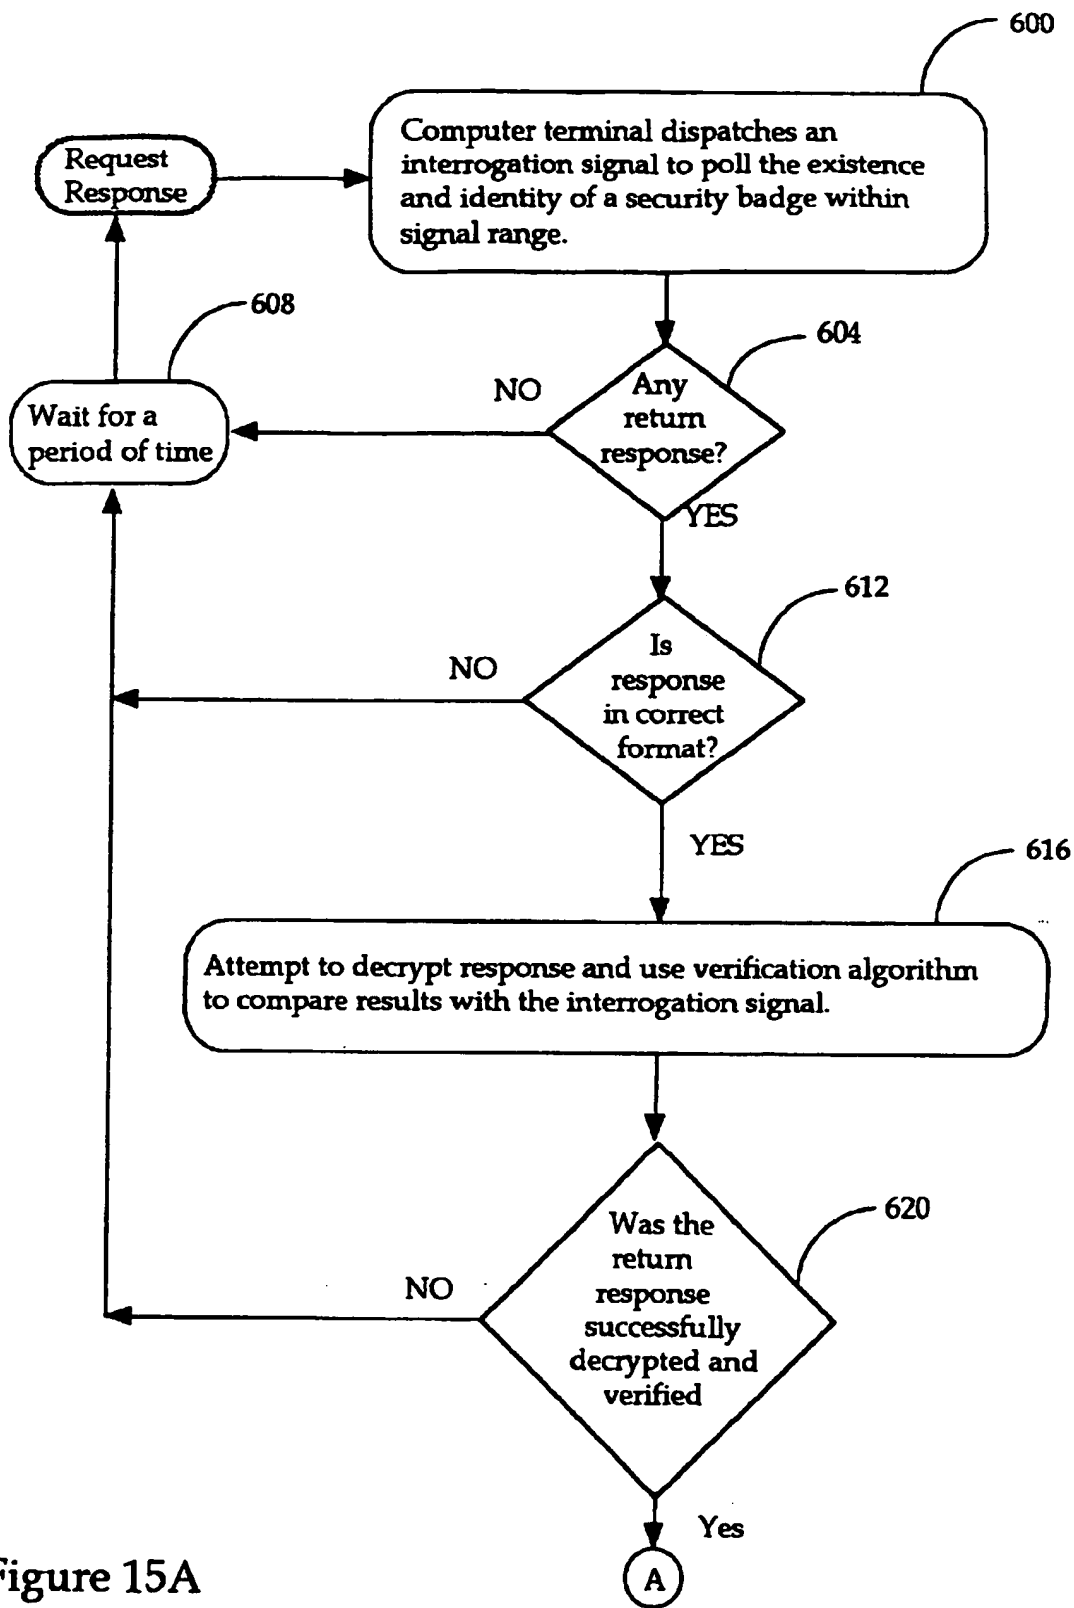 600
Computer terminal dispatches an
interrogation signal to poll the existence
and identity of a security badge within
signal range.
Request
Response
608
604
NO
Any
return
response?
Wait for a
period of time
YES
612
NO
Is
response
in correct
format?
YES
616
Attempt to decrypt response and use verification algorithm
to compare results with the interrogation signal.
620
NO
Was the
return
response
successfully
decrypted and
verified
Yes
A
Figure 15A